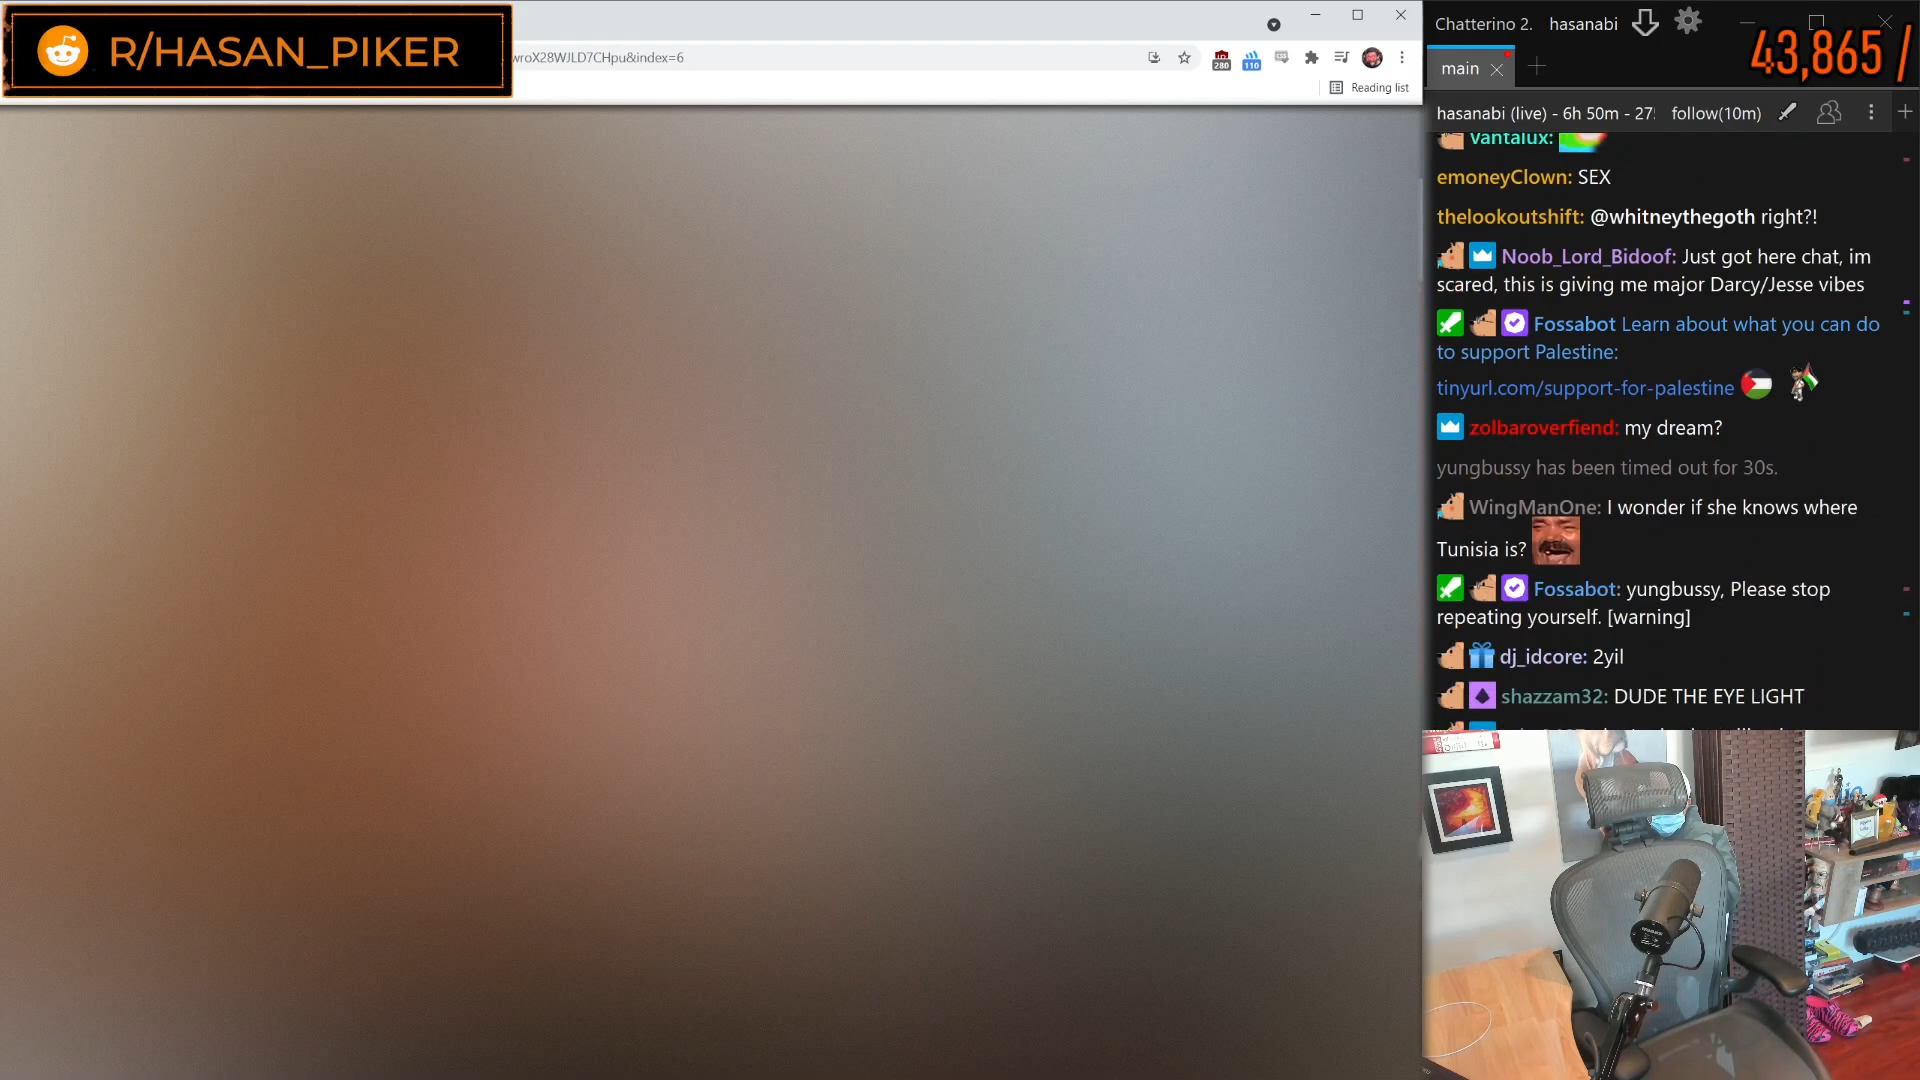 R/HASAN_PIKER
wroX28WJLD7CHpu&index=6
280
110
Reading list
Chatterino 2.
hasanabi
43,865 /
main
hasanabi (live) - 6h 50m - 27
follow(10m)
Vantalux:
emoneyClown: SEX
thelookoutshift: @whitneythegoth right?!
Noob_Lord_Bidoof: Just got here chat, im
scared, this is giving me major Darcy/Jesse vibes
Fossabot Learn about what you can do
to support Palestine:
tinyurl.com/support-for-palestine
zolbaroverfiend: my dream?
yungbussy has been timed out for 30s.
WingManOne: I wonder if she knows where
Tunisia is?
Fossabot: yungbussy, Please stop
repeating yourself. [warning]
dj_idcore: 2yil
shazzam32: DUDE THE EYE LIGHT